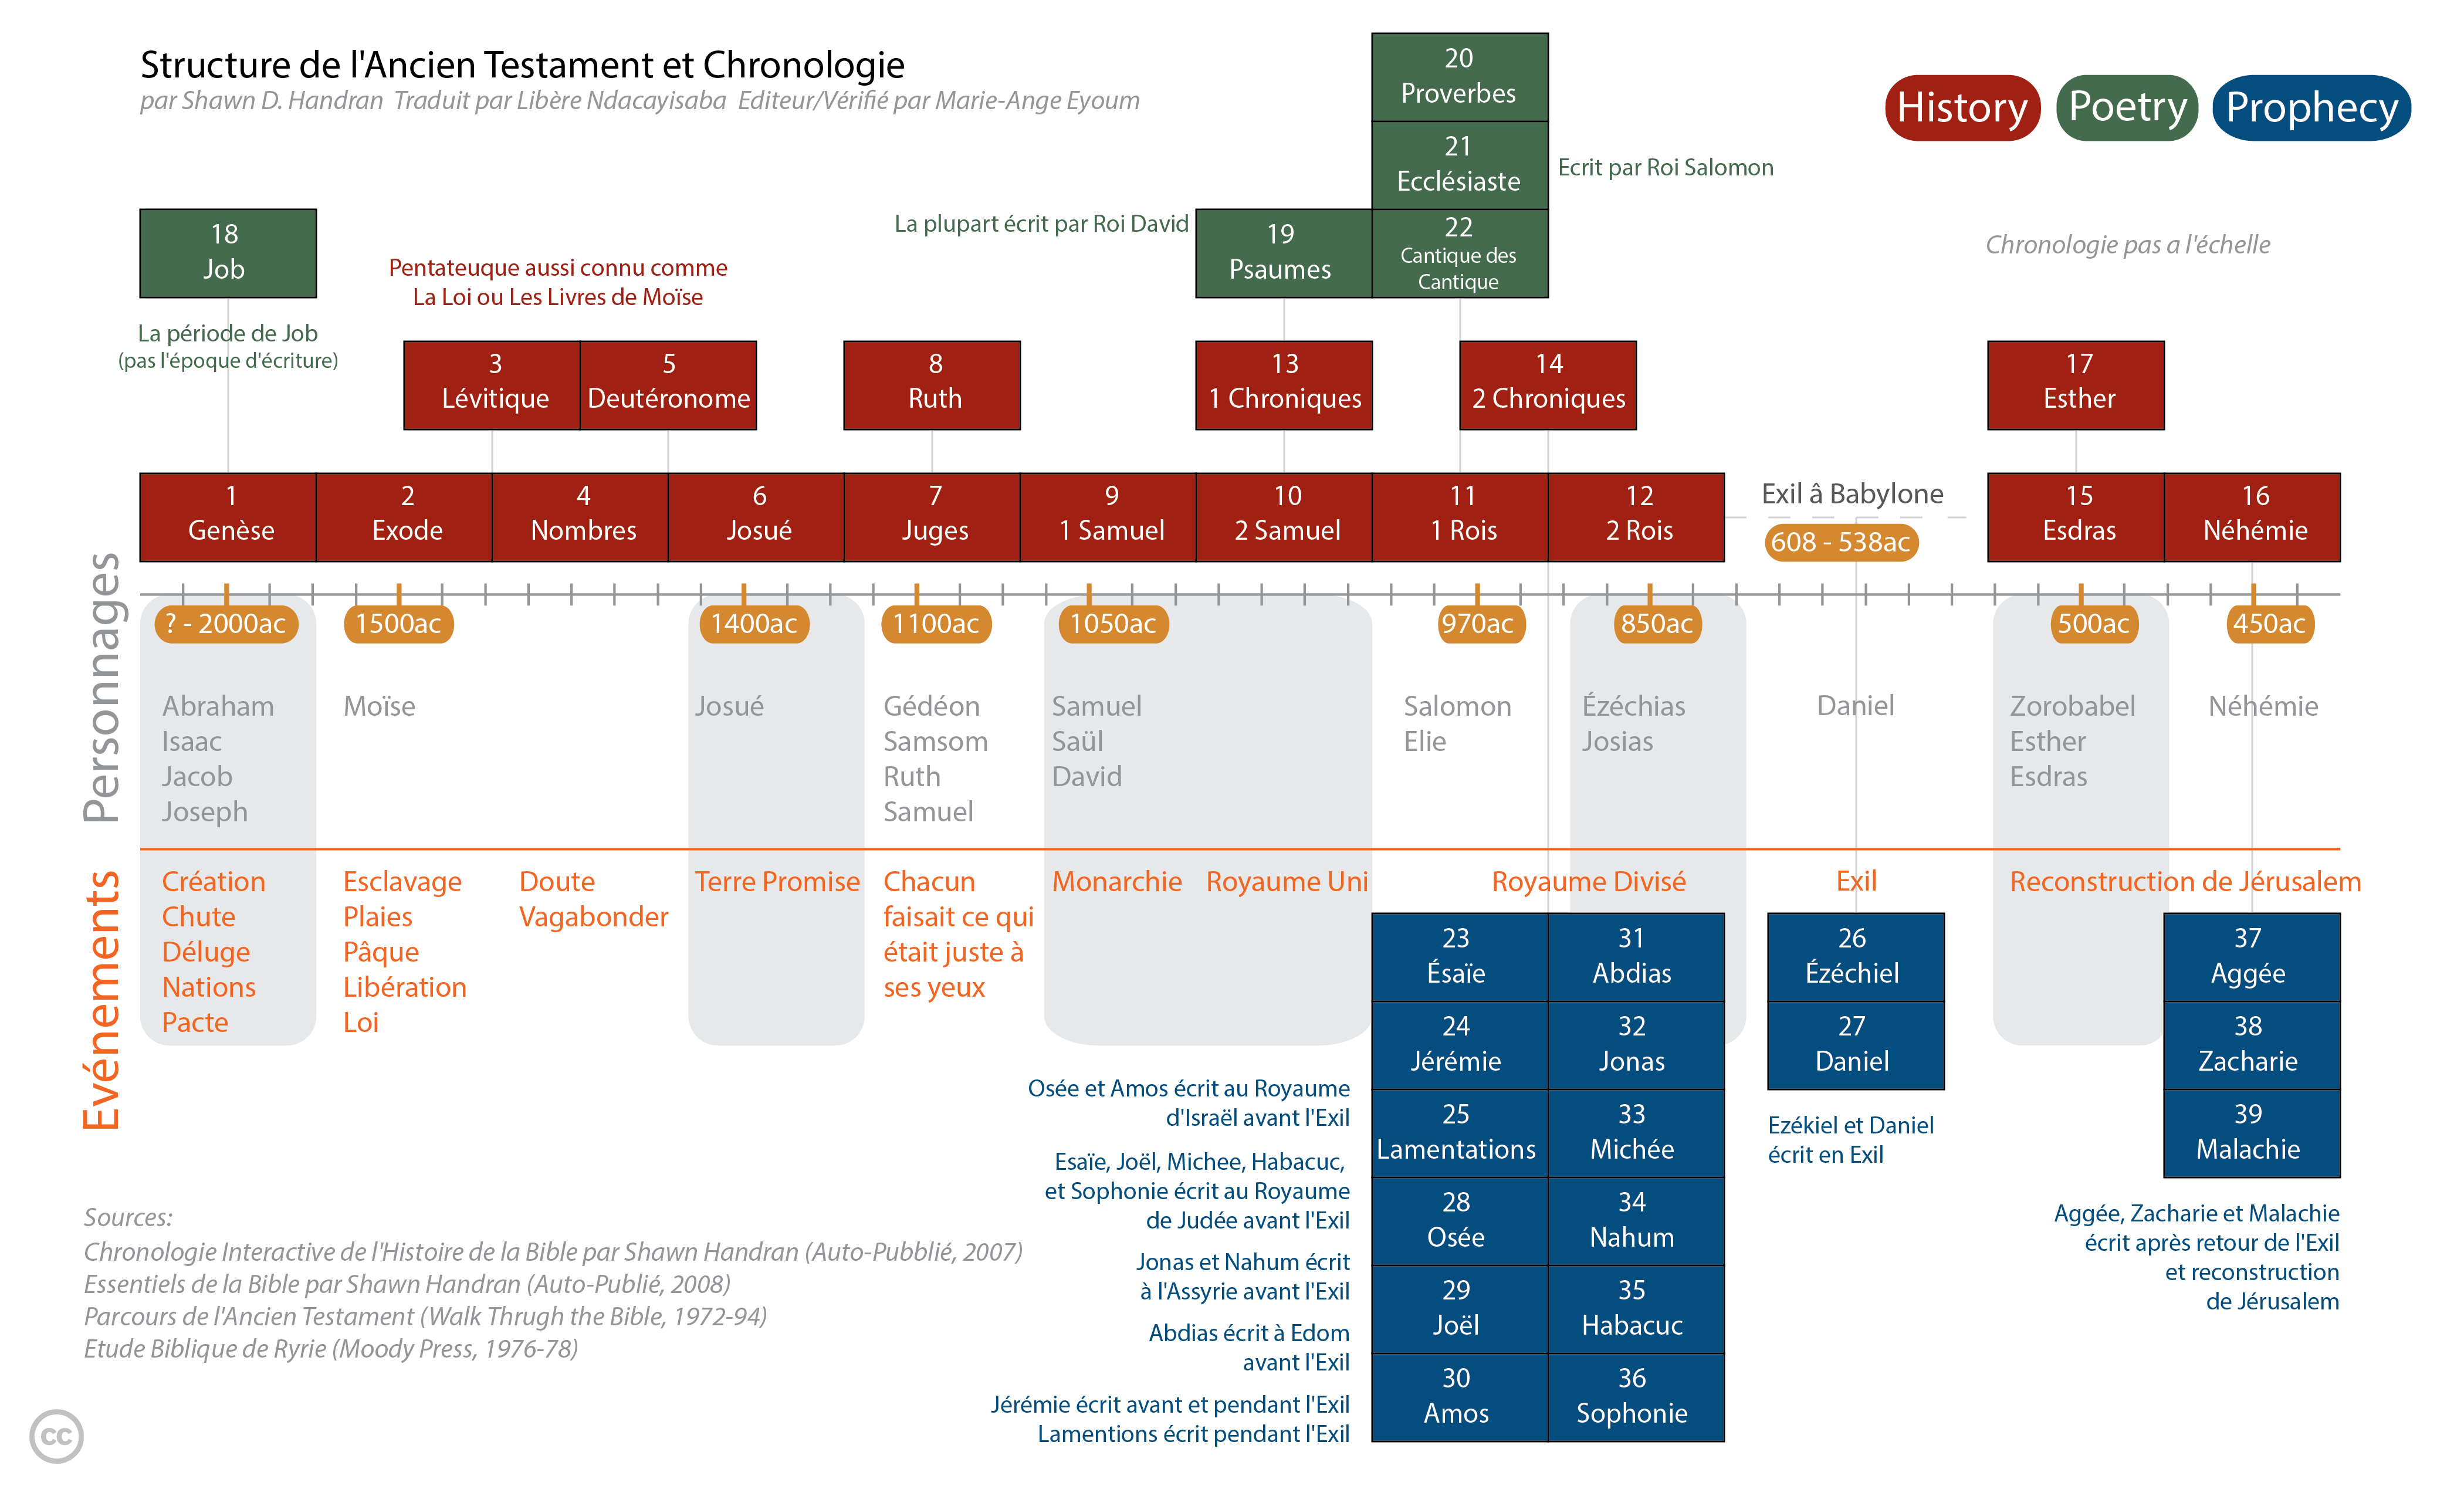 Structure de l'Ancien Testament et Chronologie
par Shawn D. Handran  Traduit par Libère Ndacayisaba  Editeur/Vérifié par Marie-Ange Eyoum
History
Poetry
Prophecy
Chronologie pas a l'échelle
20
Proverbes
21
Ecclésiaste
Ecrit par Roi Salomon
22
Cantique des
Cantique
La plupart écrit par Roi David
19
Psaumes
18
Job
La période de Job
(pas l'époque d'écriture)
Pentateuque aussi connu comme
La Loi ou Les Livres de Moïse
3
Lévitique
5
Deutéronome
8
Ruth
13
1 Chroniques
14
2 Chroniques
17
Esther
1
Genèse
2
Exode
4
Nombres
6
Josué
7
Juges
9
1 Samuel
10
2 Samuel
11
1 Rois
12
2 Rois
Exil â Babylone
608 - 538ac
15
Esdras
16
Néhémie
? - 2000ac
1500ac
1400ac
1100ac
1050ac
970ac
850ac
500ac
450ac
Personnages
Abraham
Isaac
Jacob
Joseph
Moïse
Josué
Gédéon
Samsom
Ruth
Samuel
Samuel
Saül
David
Salomon
Elie
Ézéchias
Josias
Daniel
Zorobabel
Esther
Esdras
Néhémie
Evénements
Création
Chute
Déluge
Nations
Pacte
Esclavage
Plaies
Pâque
Libération
Loi
Doute
Vagabonder
Terre Promise
Chacun
faisait ce qui
était juste à
ses yeux
Monarchie
Royaume Uni
Royaume Divisé
Exil
Reconstruction de Jérusalem
23
Ésaïe
24
Jérémie
25
Lamentations
28
Osée
29
Joël
30
Amos
31
Abdias
32
Jonas
33
Michée
34
Nahum
35
Habacuc
36
Sophonie
26
Ézéchiel
27
Daniel
Ezékiel et Daniel
écrit en Exil
37
Aggée
38
Zacharie
39
Malachie
Aggée, Zacharie et Malachie
écrit après retour de l'Exil
et reconstruction
de Jérusalem
Osée et Amos écrit au Royaume
d'Israël avant l'Exil
Esaïe, Joël, Michee, Habacuc,
et Sophonie écrit au Royaume
de Judée avant l'Exil
Jonas et Nahum écrit
à l'Assyrie avant l'Exil
Abdias écrit à Edom
avant l'Exil
Jérémie écrit avant et pendant l'Exil
Lamentions écrit pendant l'Exil
Sources:
Chronologie Interactive de l'Histoire de la Bible par Shawn Handran (Auto-Pubblié, 2007)
Essentiels de la Bible par Shawn Handran (Auto-Publié, 2008)
Parcours de l'Ancien Testament (Walk Thrugh the Bible, 1972-94)
Etude Biblique de Ryrie (Moody Press, 1976-78)
cc